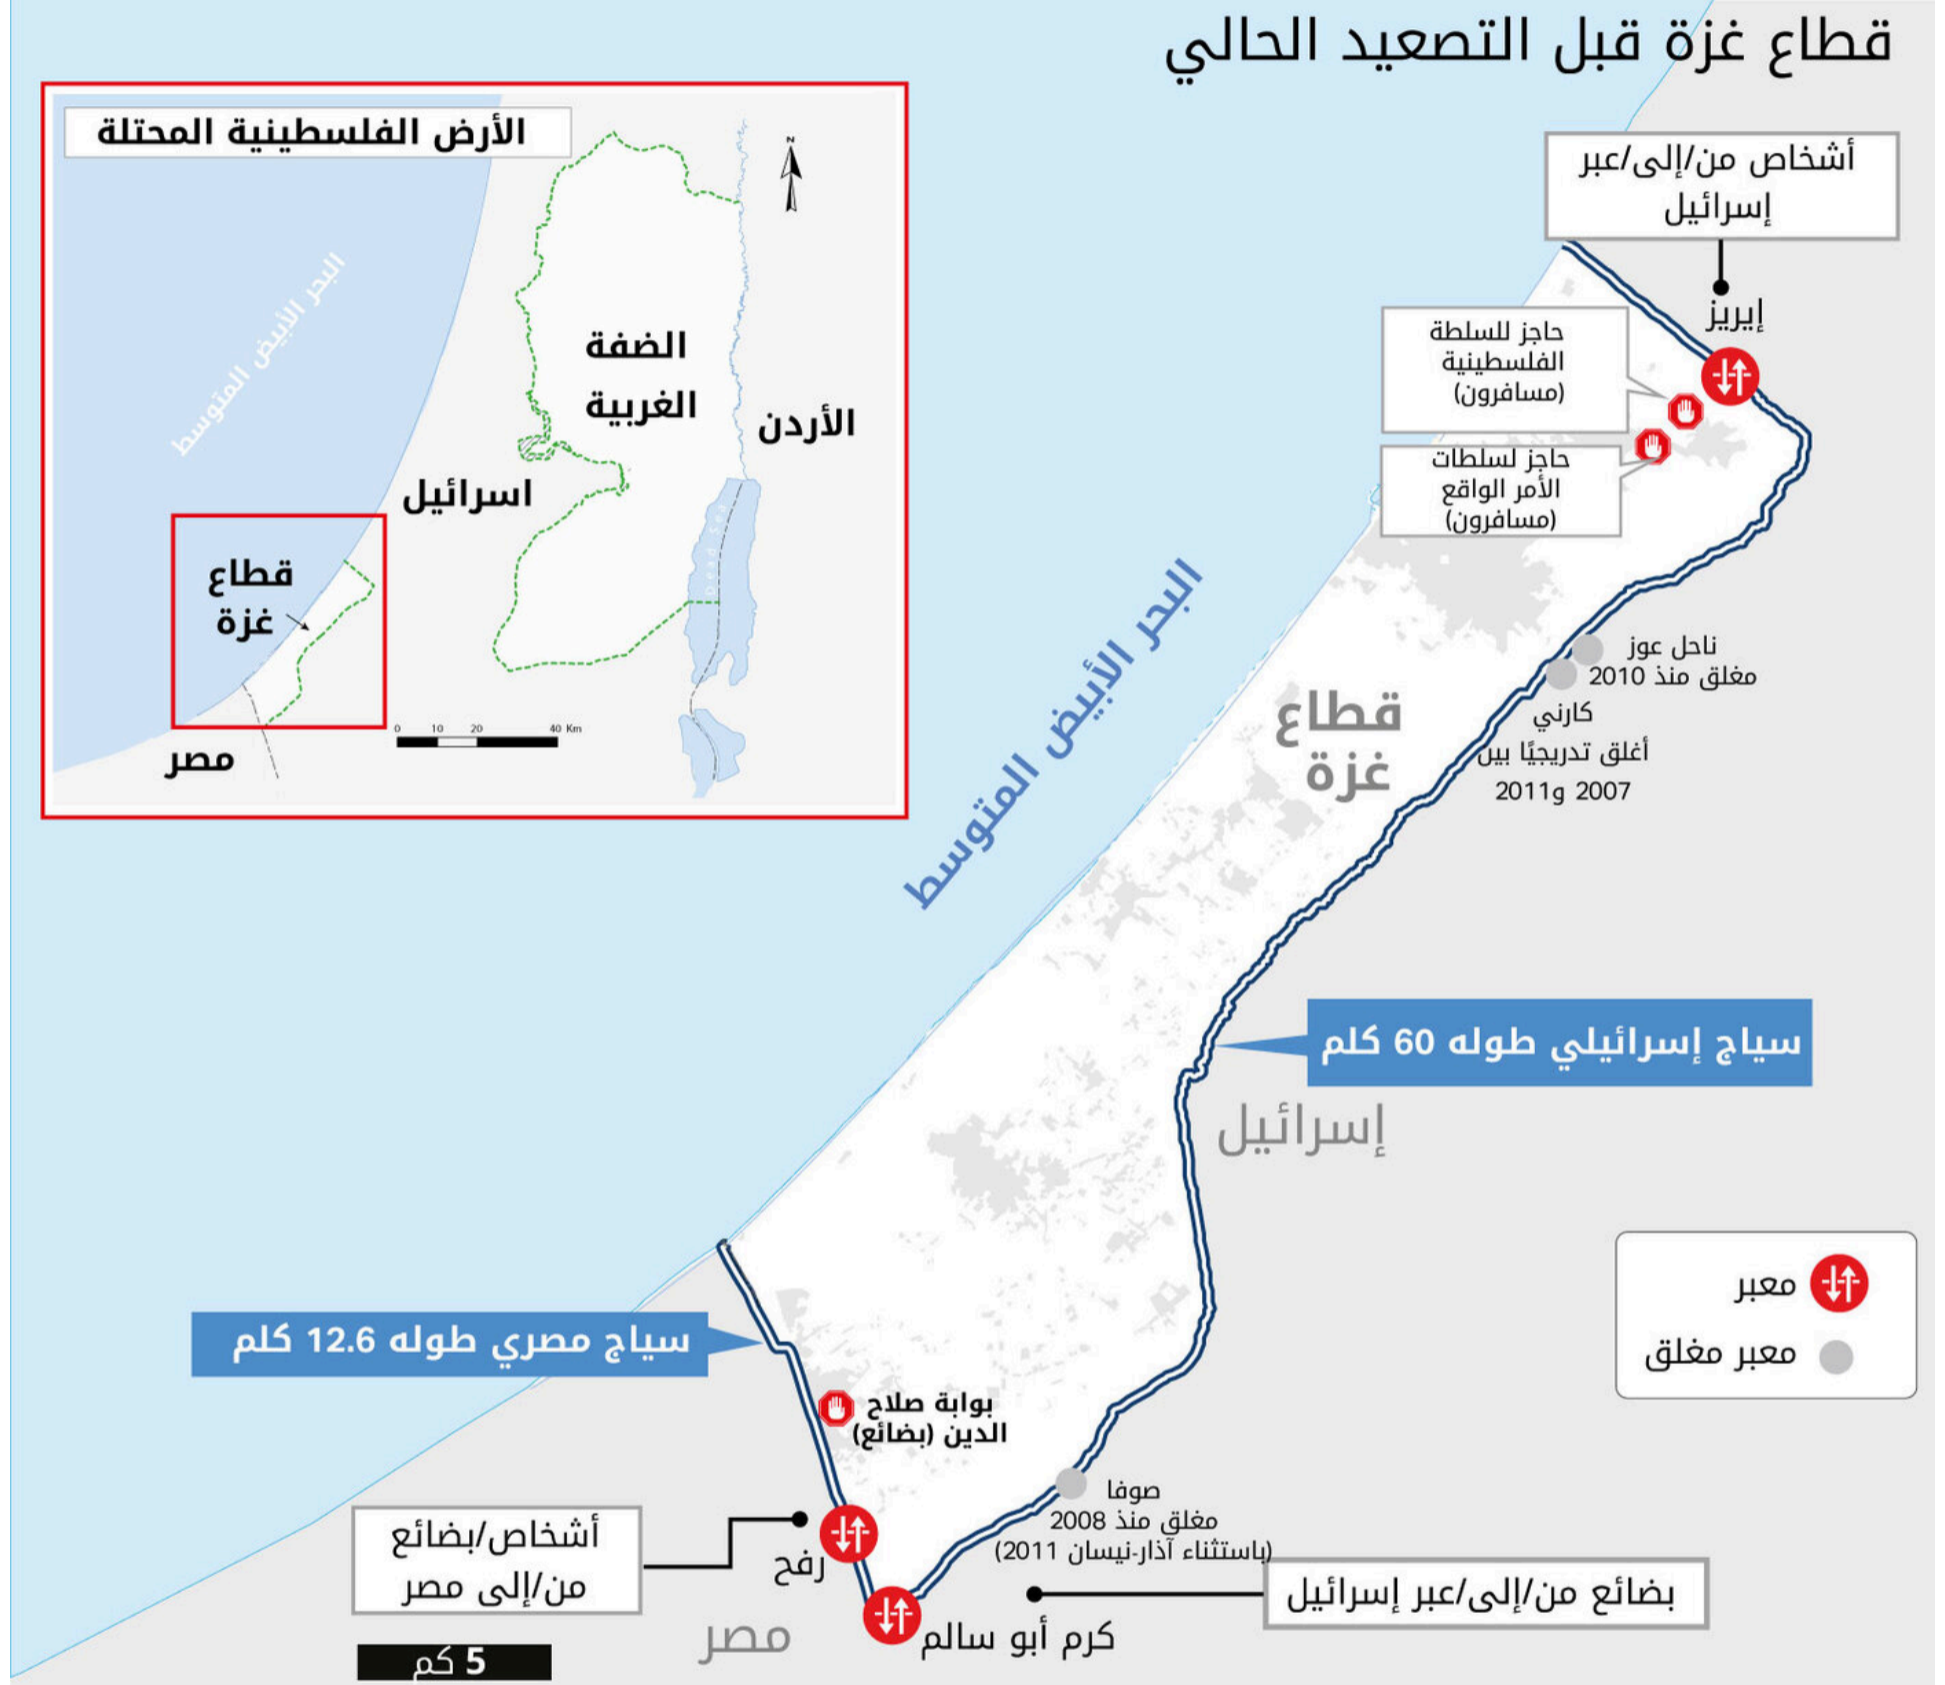 قطاع غزة قبل التصعيد الحالي
الأرض الفلسطينية المحتلة
N
البحر الأبيض المتوسط
الضفة
الغربية
الأردن
اسرائيل
Dead Sea
قطاع
غزة
مصر
0 10 20 40 Km
أشخاص من/إلى/عبر
إسرائيل
إيريز
حاجز للسلطة
الفلسطينية
(مسافرون)
حاجز لسلطات
الأمر الواقع
(مسافرون)
البحر الأبيض المتوسط
ناحل عوز
مغلق منذ 2010
كارني
أغلق تدريجيًا بين
2007 و2011
قطاع
غزة
سياج إسرائيلي طوله 60 كلم
إسرائيل
معبر
معبر مغلق
سياج مصري طوله 12.6 كلم
بوابة صلاح
الدين (بضائع)
صوفا
مغلق منذ 2008
(باستثناء آذار-نيسان 2011)
أشخاص/بضائع
من/إلى مصر
رفح
بضائع من/إلى/عبر إسرائيل
كرم أبو سالم
مصر
5 كم